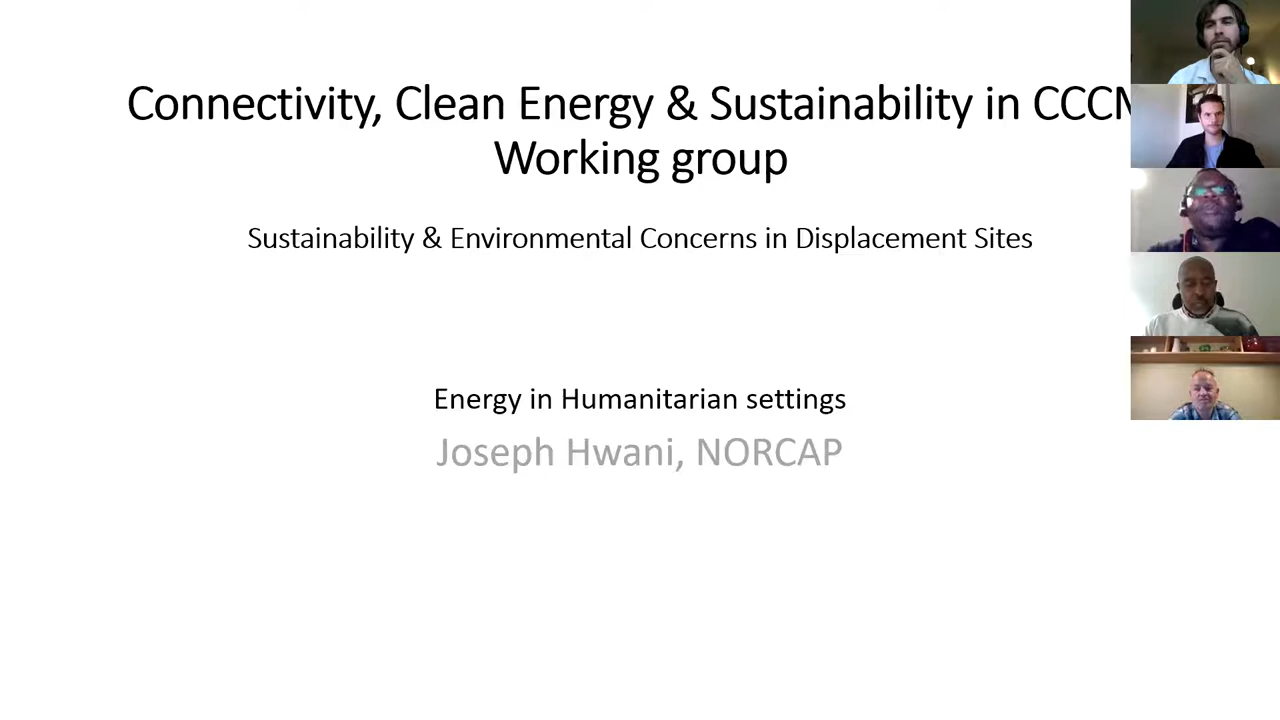 Connectivity, Clean Energy & Sustainability in CCCM
Working group
Sustainability & Environmental Concerns in Displacement Sites
Energy in Humanitarian settings
Joseph Hwani, NORCAP